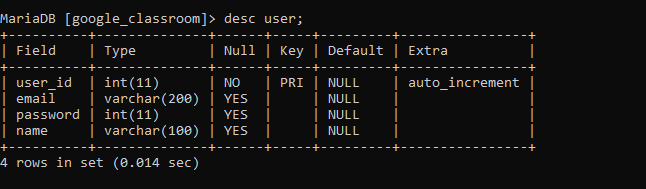 MariaDB [google_classroom]> desc user;
+----------+--------------+------+-----+---------+----------------+
| Field    | Type         | Null | Key | Default | Extra          |
+----------+--------------+------+-----+---------+----------------+
| user_id  | int(11)      | NO   | PRI | NULL    | auto_increment |
| email    | varchar(200) | YES  |     | NULL    |                |
| password | int(11)      | YES  |     | NULL    |                |
| name     | varchar(100) | YES  |     | NULL    |                |
+----------+--------------+------+-----+---------+----------------+
4 rows in set (0.014 sec)